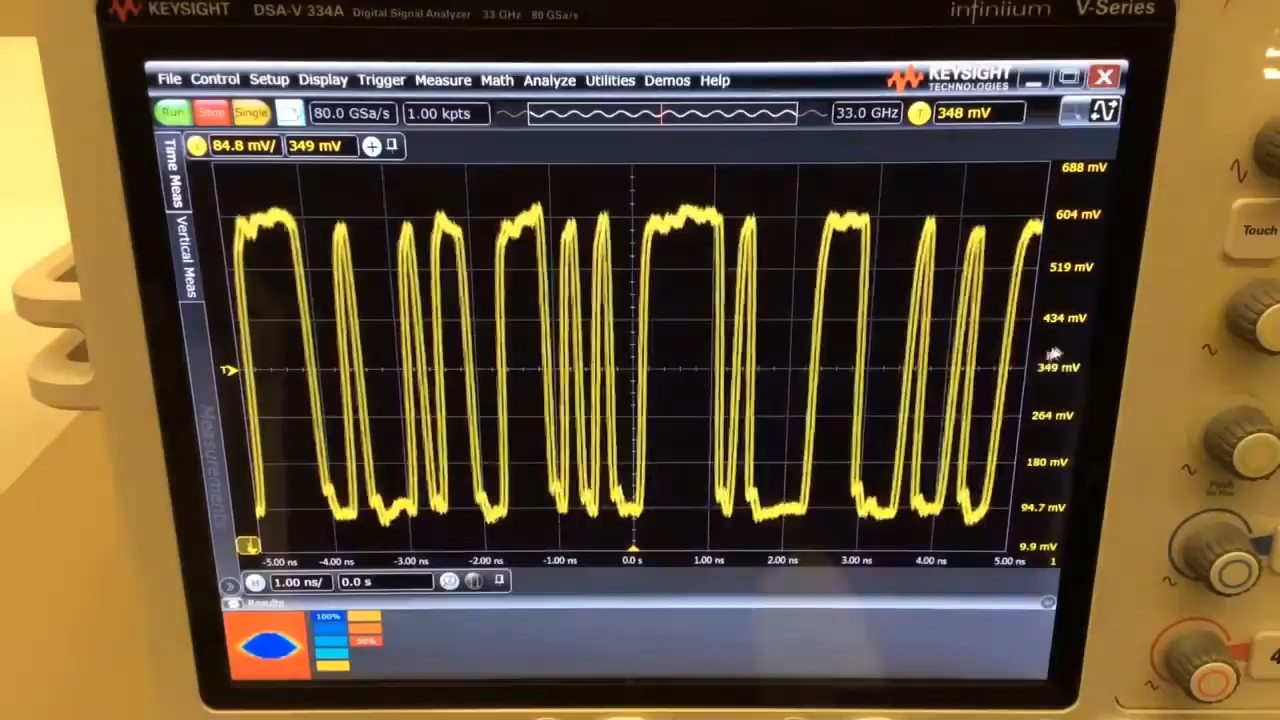 KEYSIGHT DSA-V 334A Digital Signal Analyzer 33 GHz 80 GSa/s infiniium V-Series
File Control Setup Display Trigger Measure Math Analyze Utilities Demos Help
KEYSIGHT
TECHNOLOGIES
Run Stop Single 80.0 GSa/s 1.00 kpts 33.0 GHz T 348 mV
84.8 mV/ 349 mV
Time Meas
Vertical Meas
Measurements
688 mV
604 mV
519 mV
434 mV
T
349 mV
264 mV
180 mV
94.7 mV
9.9 mV
-5.00 ns -4.00 ns -3.00 ns -2.00 ns -1.00 ns 0.0 s 1.00 ns 2.00 ns 3.00 ns 4.00 ns 5.00 ns 1
H 1.00 ns/ 0.0 s
Results
100%
50%
Touch
Push
4